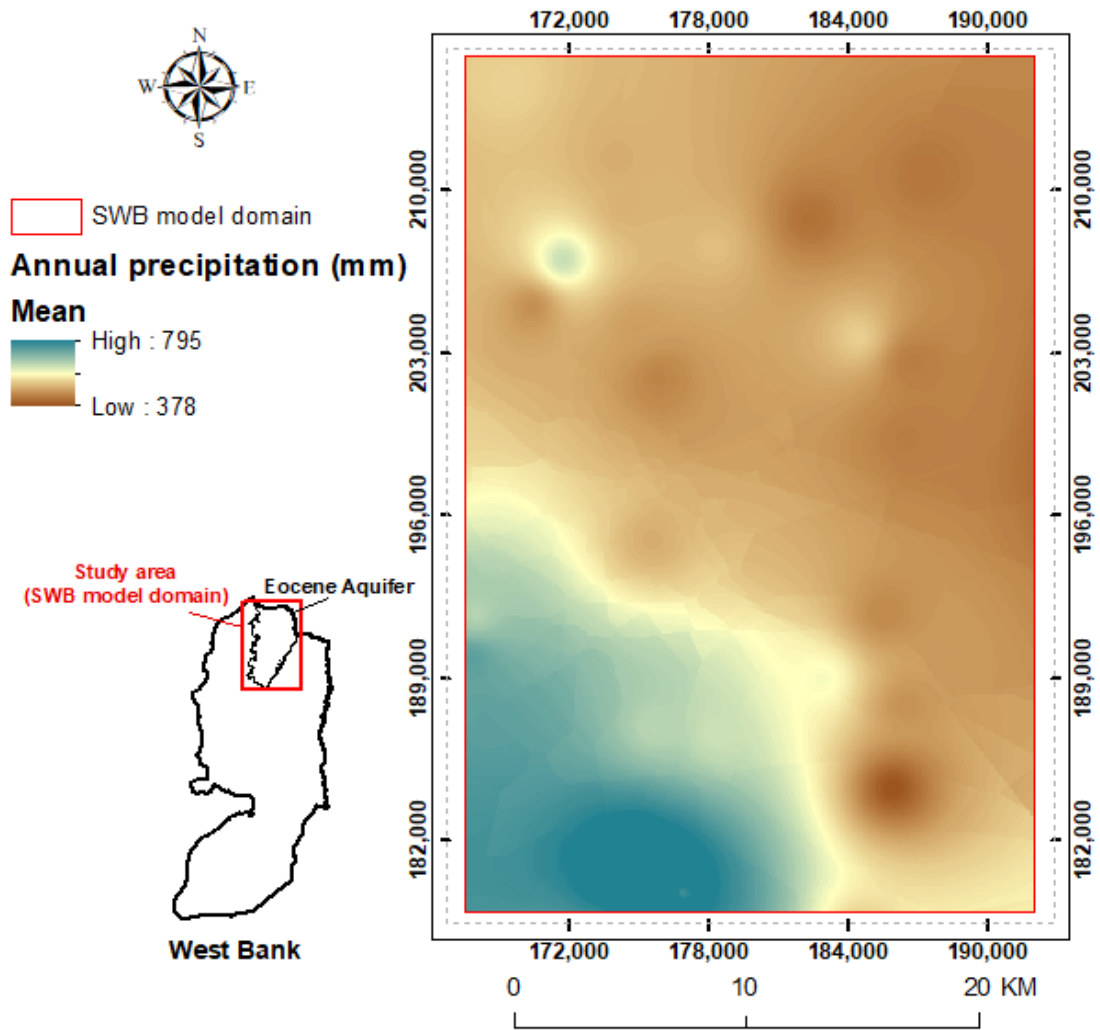 N
W E
S
SWB model domain
Annual precipitation (mm)
Mean
High : 795
Low : 378
Study area
(SWB model domain)
Eocene Aquifer
West Bank
172,000 178,000 184,000 190,000
210,000 210,000
203,000 203,000
196,000 196,000
189,000 189,000
182,000 182,000
172,000 178,000 184,000 190,000
0 10 20 KM